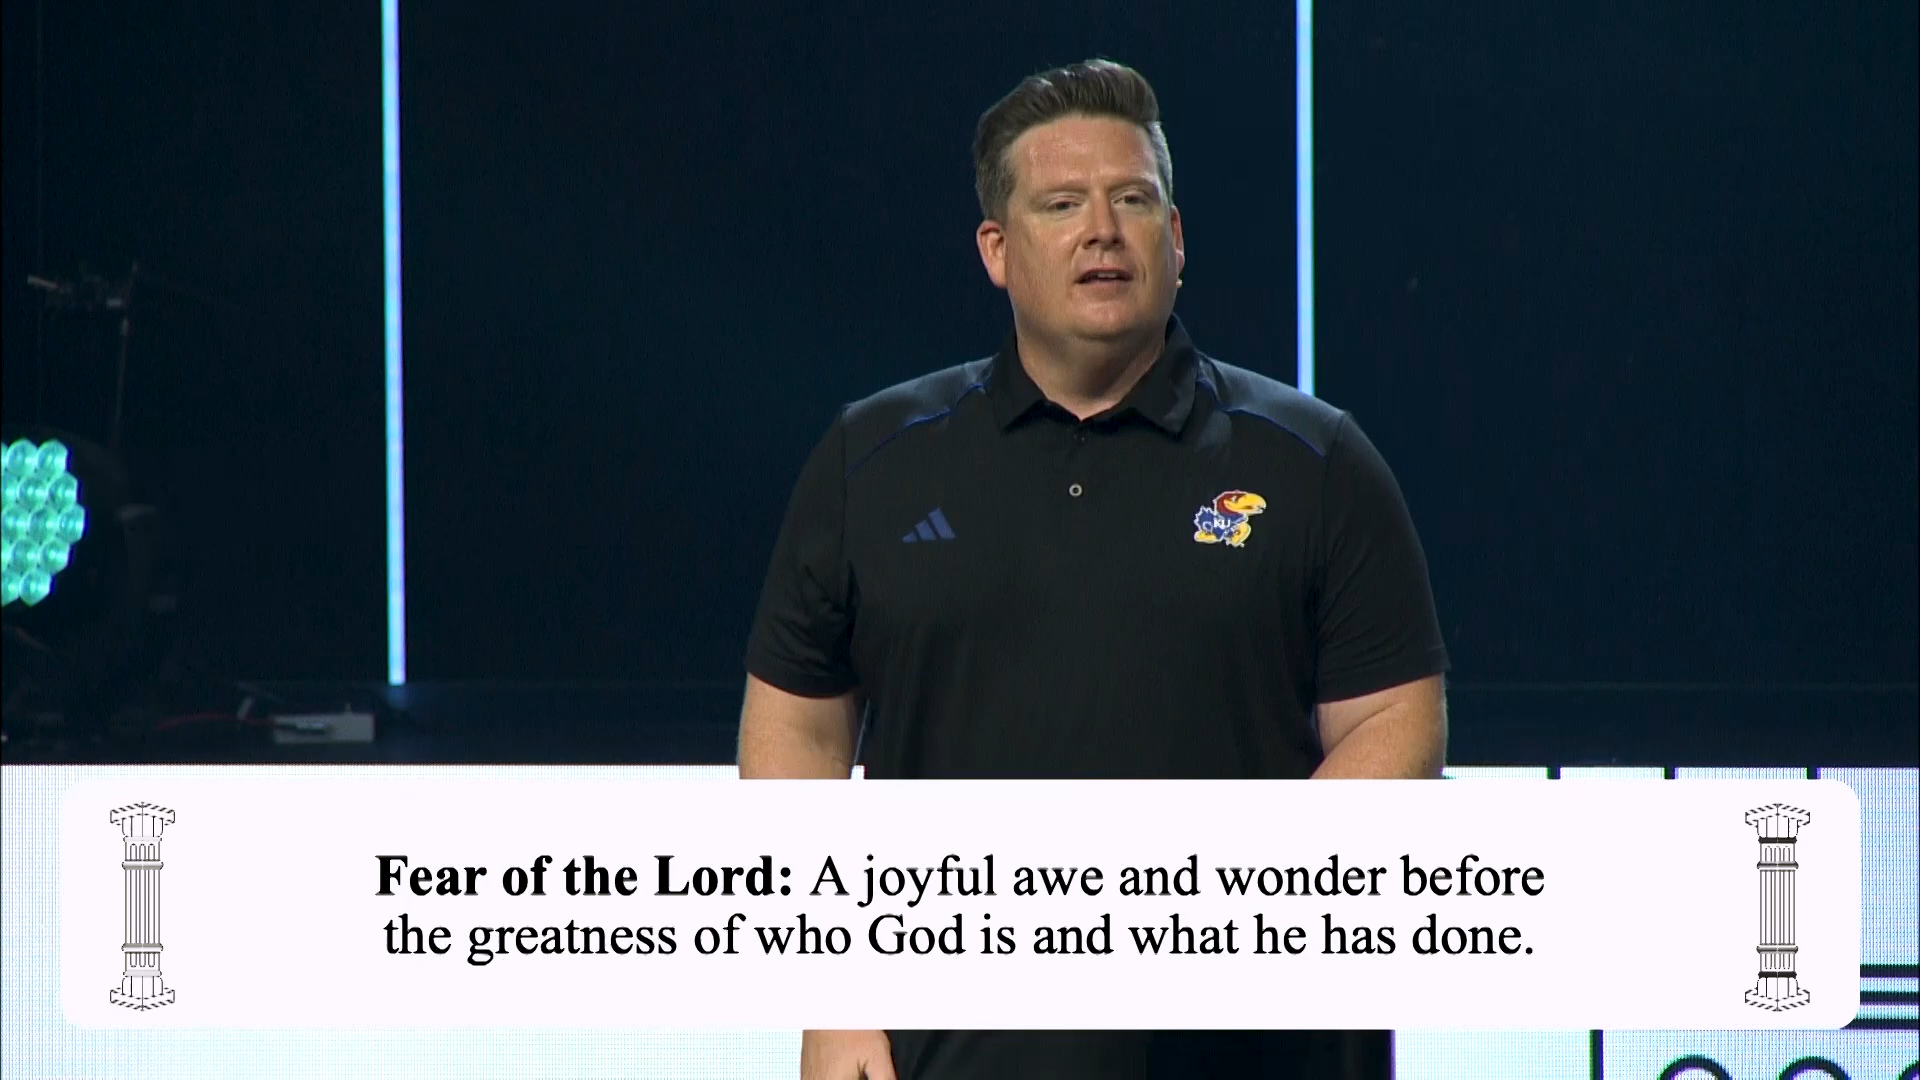 KU
Fear of the Lord: A joyful awe and wonder before
the greatness of who God is and what he has done.